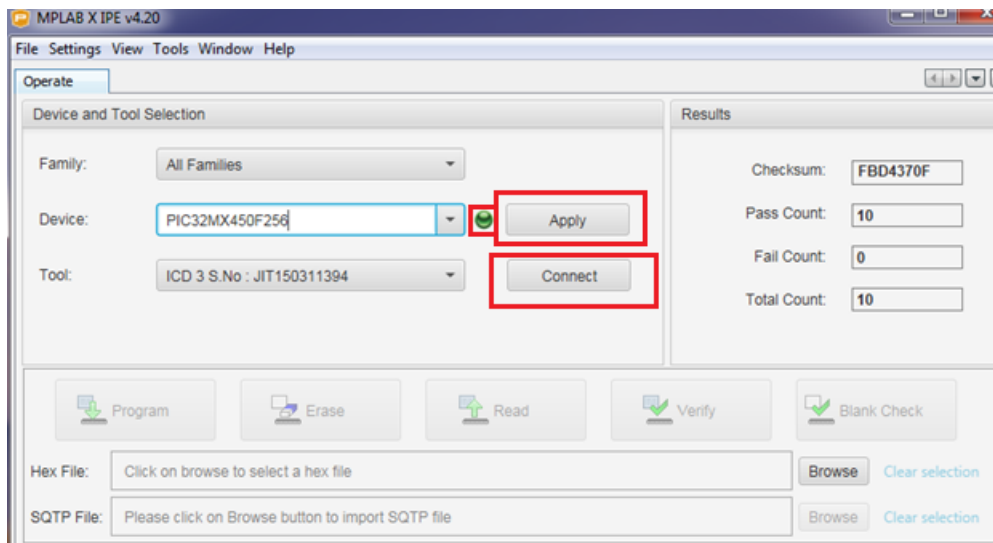 MPLAB X IPE v4.20
File Settings View Tools Window Help
Operate
Device and Tool Selection
Family: All Families
Device: PIC32MX450F256 Apply
Tool: ICD 3 S.No : JIT150311394 Connect
Results
Checksum: FBD4370F
Pass Count: 10
Fail Count: 0
Total Count: 10
Program Erase Read Verify Blank Check
Hex File: Click on browse to select a hex file Browse Clear selection
SQTP File: Please click on Browse button to import SQTP file Browse Clear selection